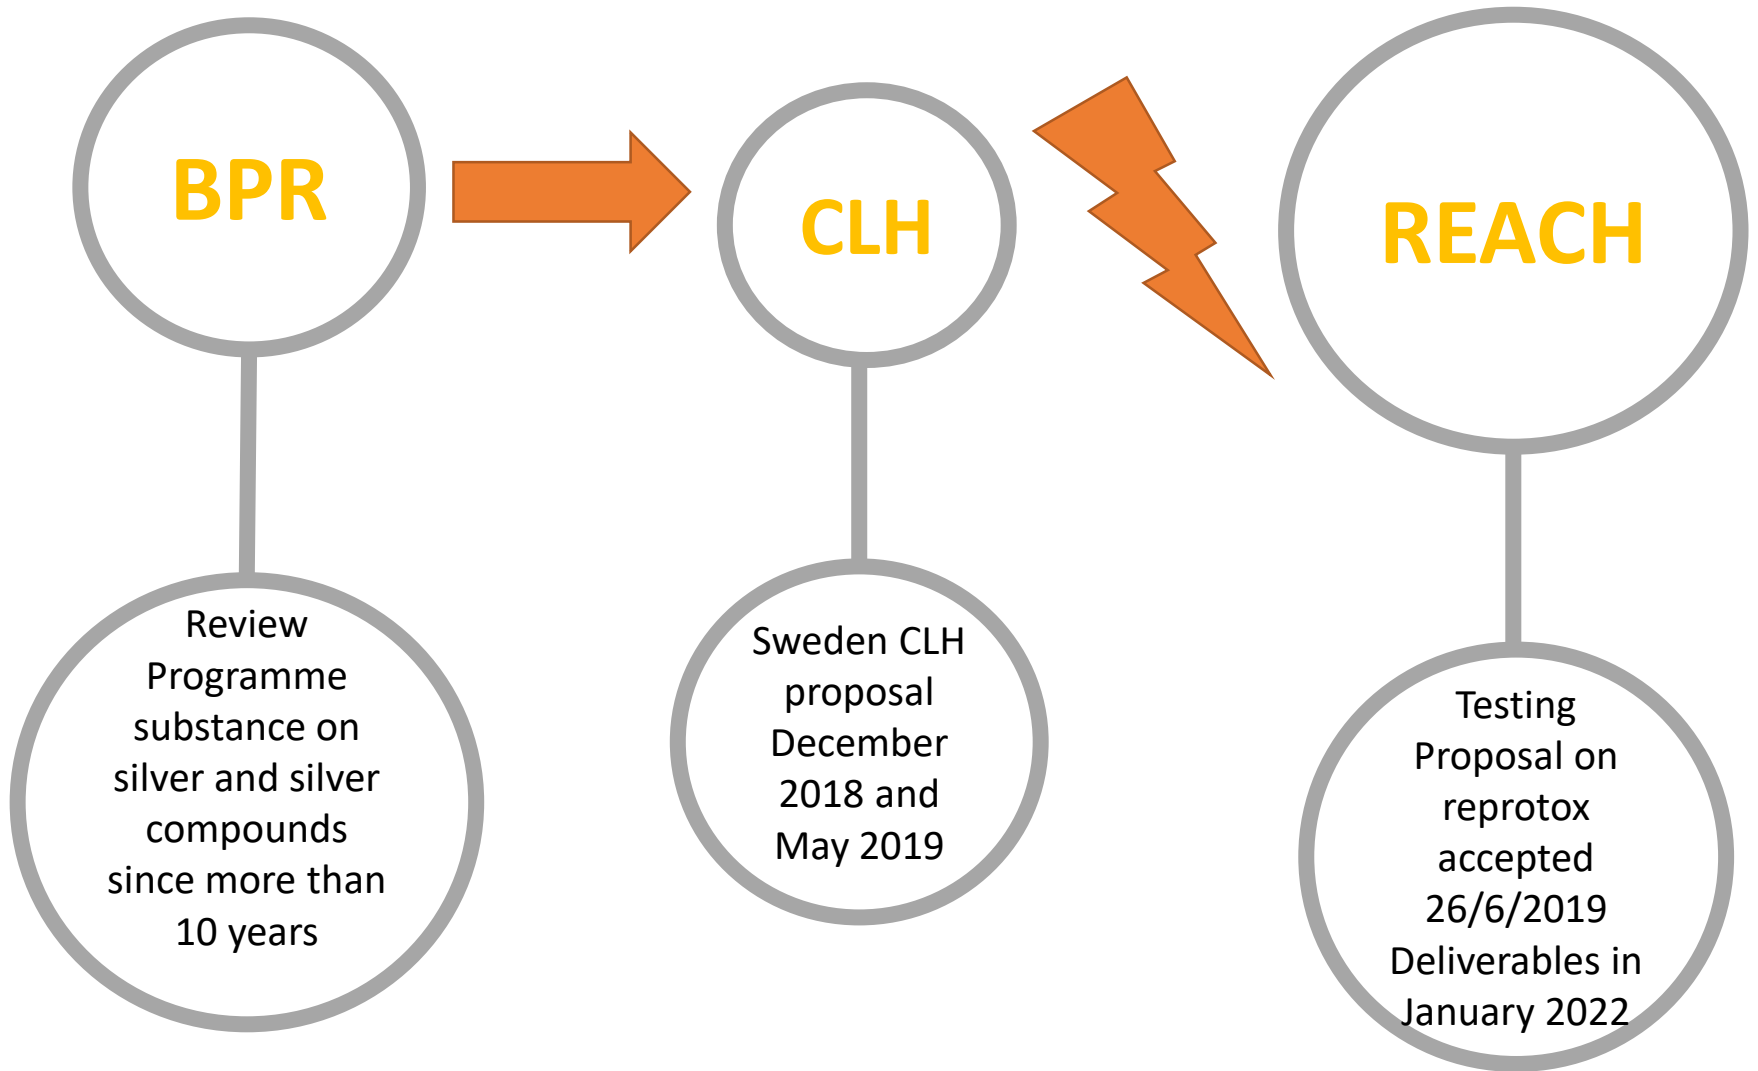 BPR
CLH
REACH
Review
Programme
substance on
silver and silver
compounds
since more than
10 years
Sweden CLH
proposal
December
2018 and
May 2019
Testing
Proposal on
reprotox
accepted
26/6/2019
Deliverables in
January 2022